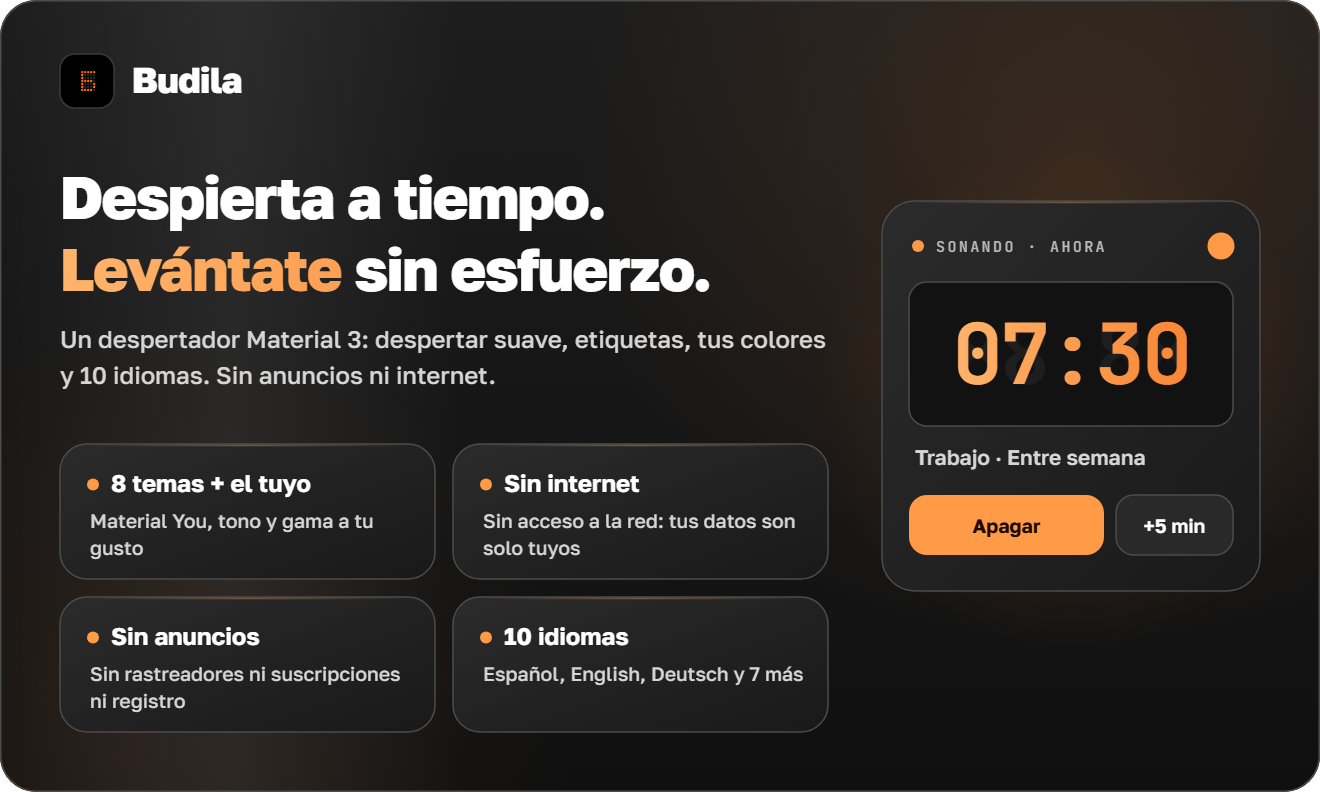 Budila
Despierta a tiempo.
Levántate sin esfuerzo.
Un despertador Material 3: despertar suave, etiquetas, tus colores
y 10 idiomas. Sin anuncios ni internet.
8 temas + el tuyo
Material You, tono y gama a tu
gusto
Sin internet
Sin acceso a la red: tus datos son
solo tuyos
Sin anuncios
Sin rastreadores ni suscripciones
ni registro
10 idiomas
Español, English, Deutsch y 7 más
SONANDO · AHORA
07:30
Trabajo · Entre semana
Apagar
+5 min